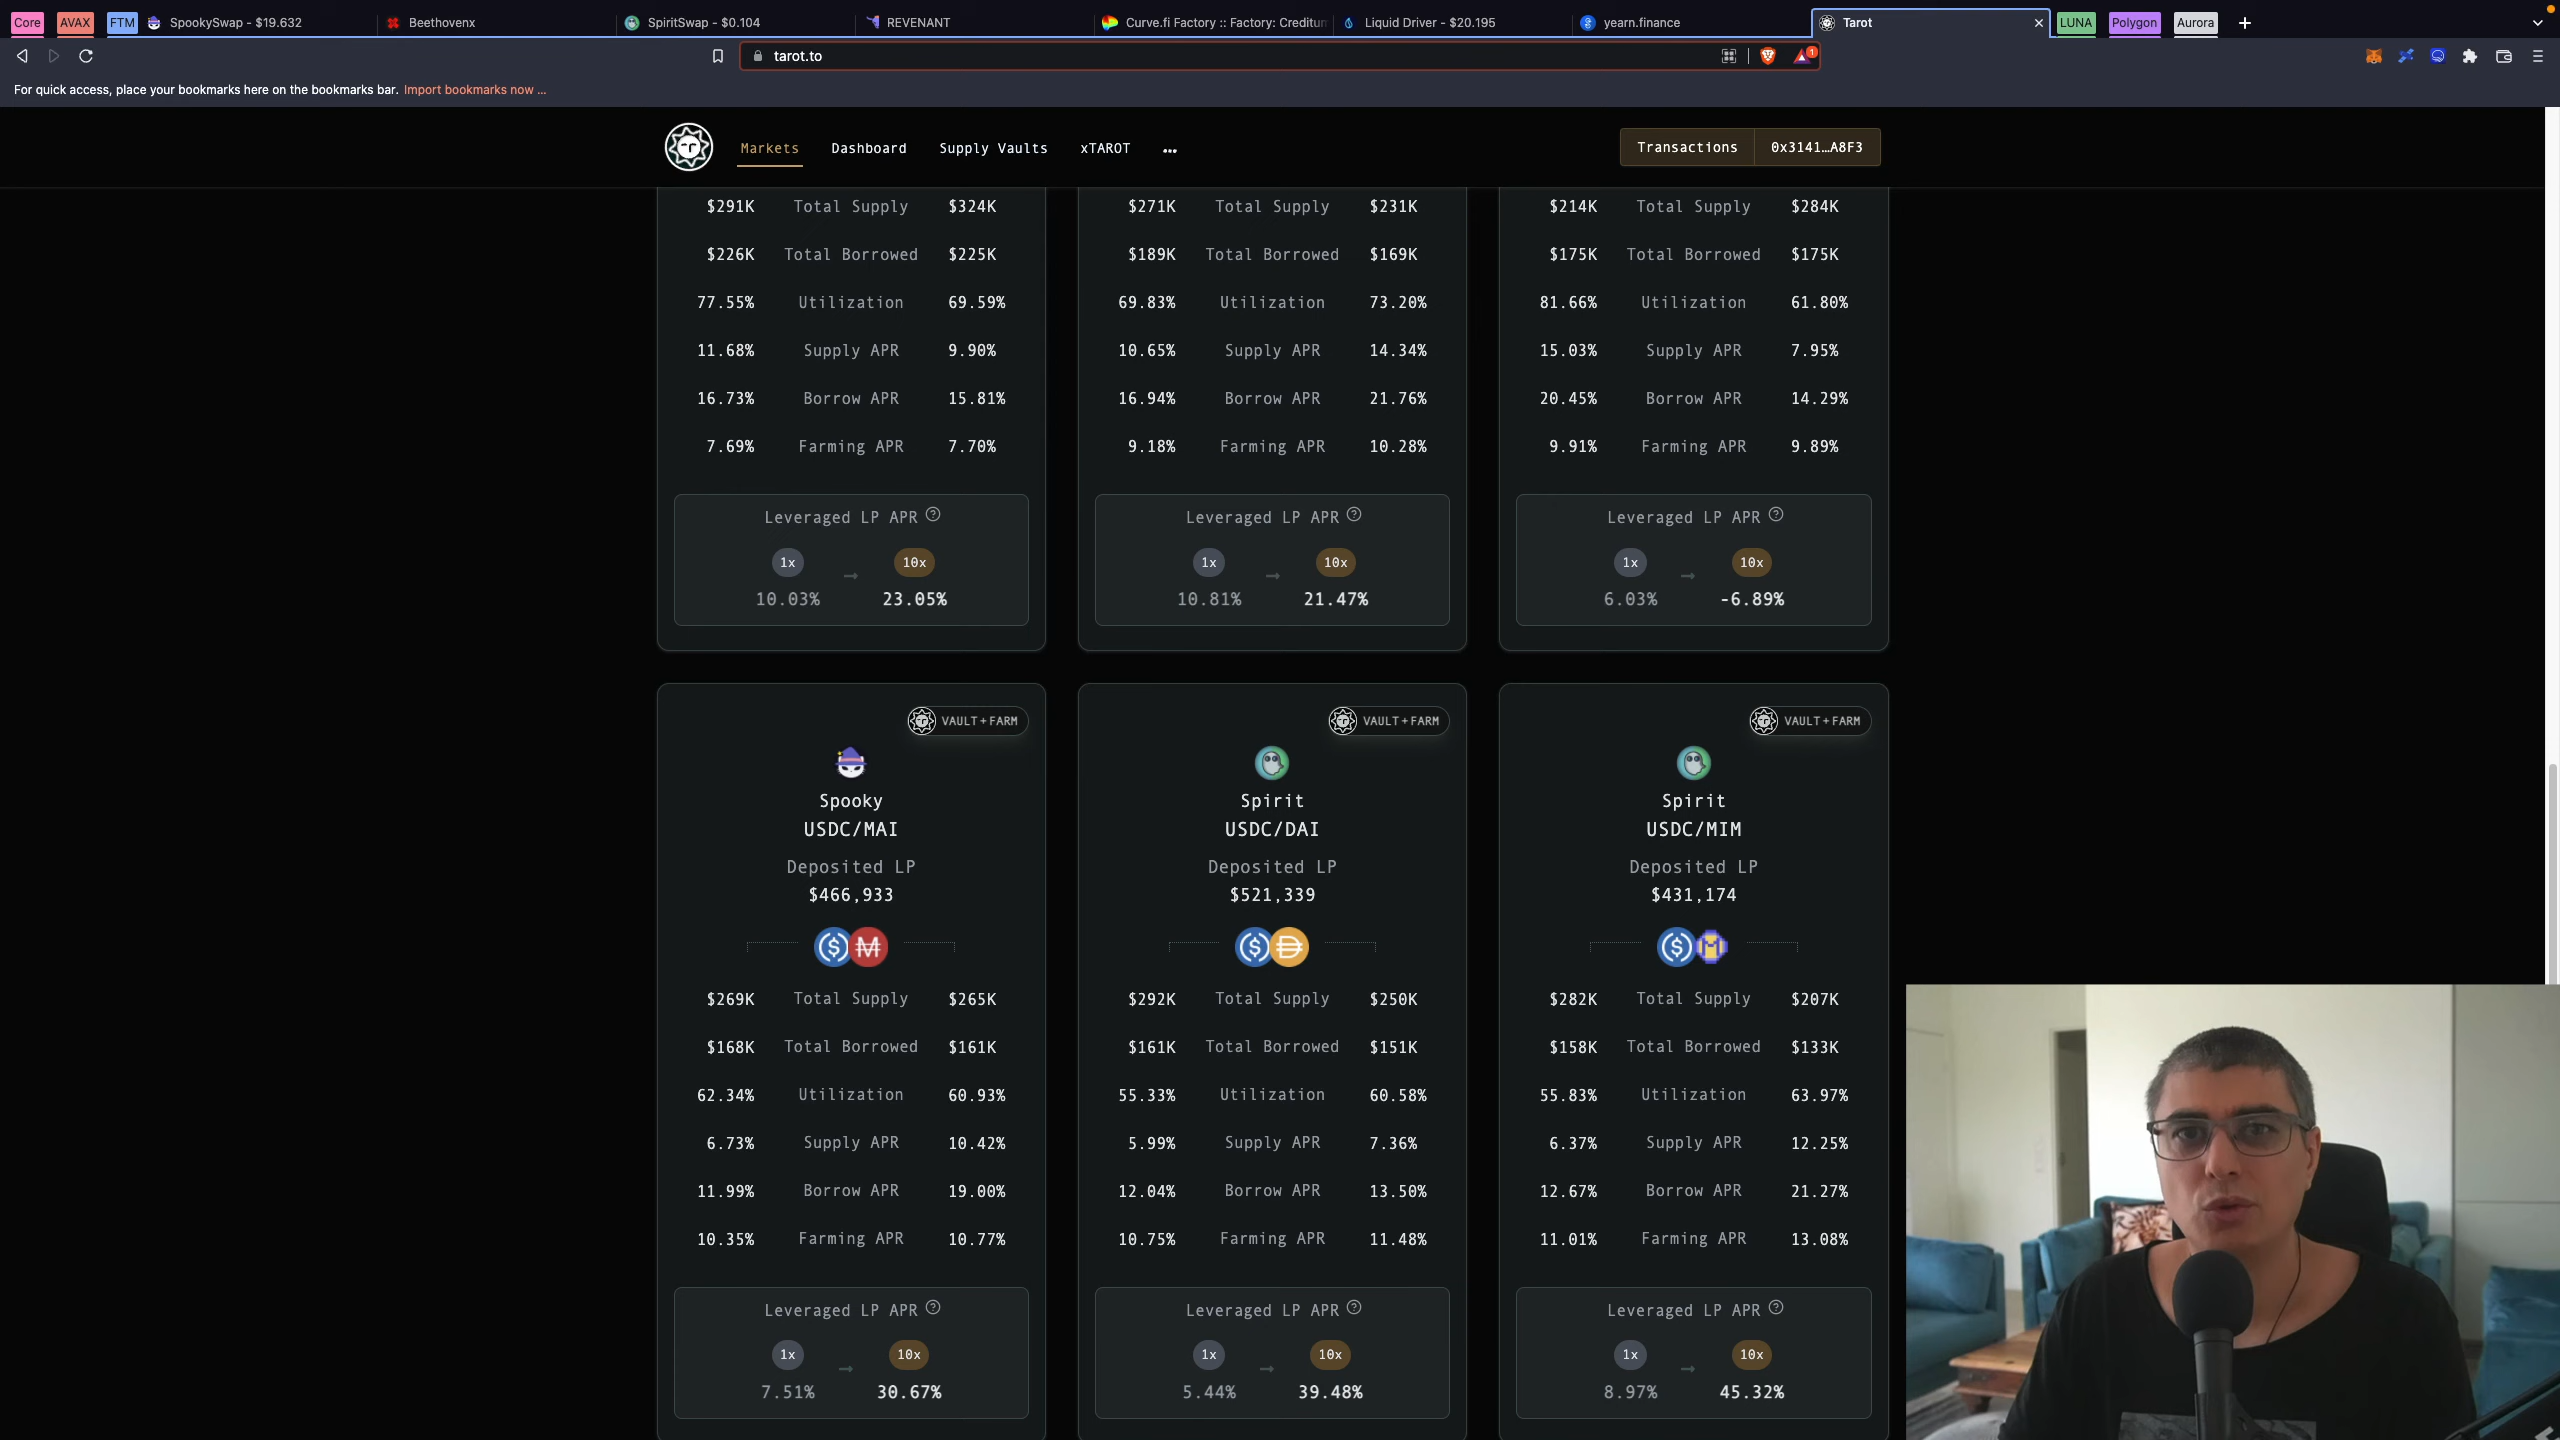 Core AVAX FTM SpookySwap - $19.632 Beethovenx SpiritSwap - $0.104 REVENANT Curve.fi Factory :: Factory: Creditum Liquid Driver - $20.195 yearn.finance Tarot LUNA Polygon Aurora
tarot.to 1
For quick access, place your bookmarks here on the bookmarks bar. Import bookmarks now ...
Markets Dashboard Supply Vaults xTAROT ... Transactions 0x3141...A8F3
$291K Total Supply $324K $271K Total Supply $231K $214K Total Supply $284K
$226K Total Borrowed $225K $189K Total Borrowed $169K $175K Total Borrowed $175K
77.55% Utilization 69.59% 69.83% Utilization 73.20% 81.66% Utilization 61.80%
11.68% Supply APR 9.90% 10.65% Supply APR 14.34% 15.03% Supply APR 7.95%
16.73% Borrow APR 15.81% 16.94% Borrow APR 21.76% 20.45% Borrow APR 14.29%
7.69% Farming APR 7.70% 9.18% Farming APR 10.28% 9.91% Farming APR 9.89%
Leveraged LP APR ? Leveraged LP APR ? Leveraged LP APR ?
1x → 10x 1x → 10x 1x → 10x
10.03% 23.05% 10.81% 21.47% 6.03% -6.89%
VAULT+FARM VAULT+FARM VAULT+FARM
Spooky Spirit Spirit
USDC/MAI USDC/DAI USDC/MIM
Deposited LP Deposited LP Deposited LP
$466,933 $521,339 $431,174
$269K Total Supply $265K $292K Total Supply $250K $282K Total Supply $207K
$168K Total Borrowed $161K $161K Total Borrowed $151K $158K Total Borrowed $133K
62.34% Utilization 60.93% 55.33% Utilization 60.58% 55.83% Utilization 63.97%
6.73% Supply APR 10.42% 5.99% Supply APR 7.36% 6.37% Supply APR 12.25%
11.99% Borrow APR 19.00% 12.04% Borrow APR 13.50% 12.67% Borrow APR 21.27%
10.35% Farming APR 10.77% 10.75% Farming APR 11.48% 11.01% Farming APR 13.08%
Leveraged LP APR ? Leveraged LP APR ? Leveraged LP APR ?
1x → 10x 1x → 10x 1x → 10x
7.51% 30.67% 5.44% 39.48% 8.97% 45.32%